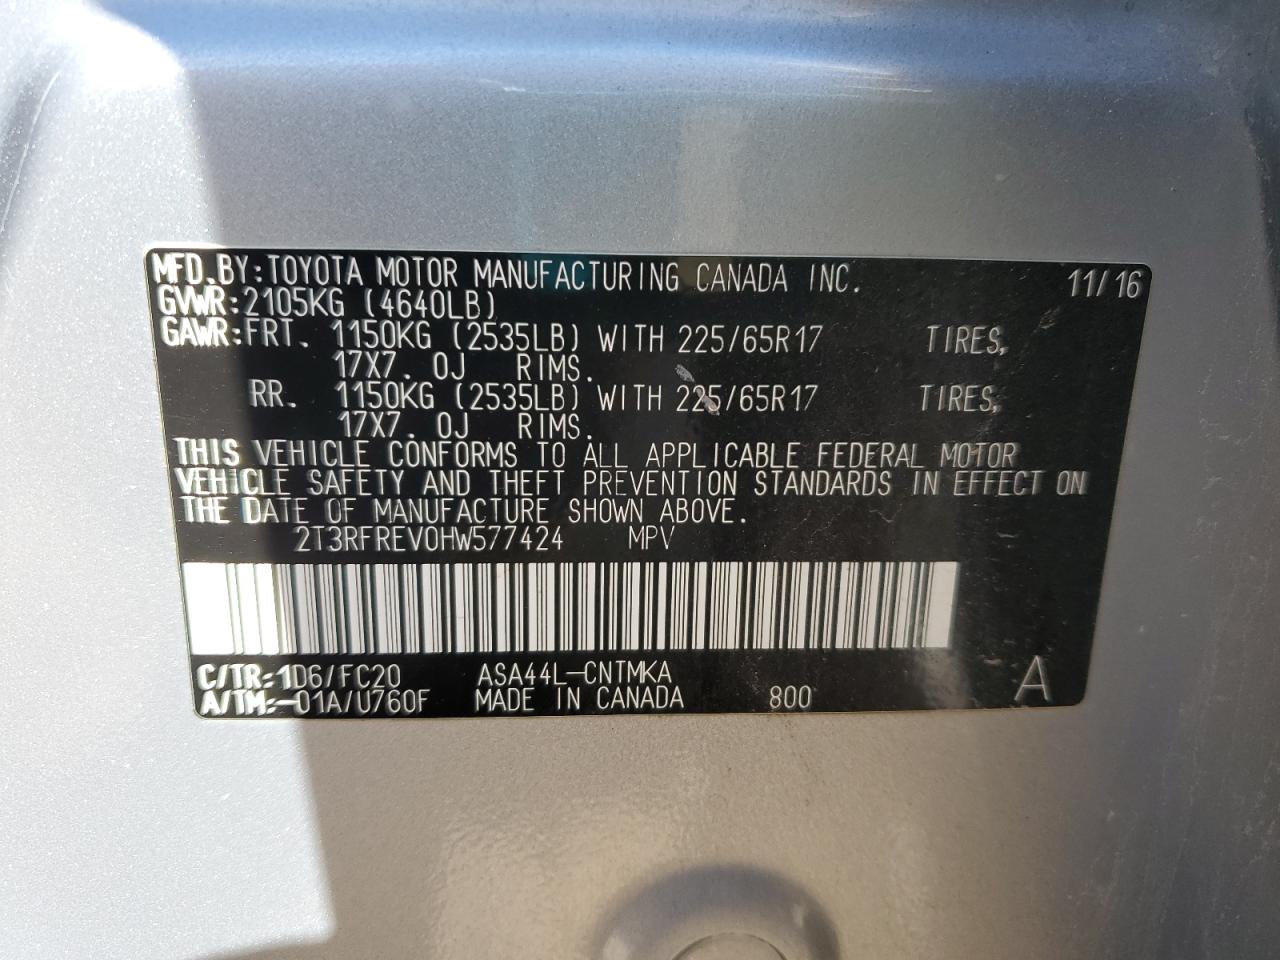 MFD.BY:TOYOTA MOTOR MANUFACTURING CANADA INC. 11/16
GVWR:2105KG (4640LB)
GAWR:FRT. 1150KG (2535LB) WITH 225/65R17 TIRES,
17X7.0J RIMS.
RR. 1150KG (2535LB) WITH 225/65R17 TIRES,
17X7.0J RIMS.
THIS VEHICLE CONFORMS TO ALL APPLICABLE FEDERAL MOTOR
VEHICLE SAFETY AND THEFT PREVENTION STANDARDS IN EFFECT ON
THE DATE OF MANUFACTURE SHOWN ABOVE.
2T3RFREV0HW577424 MPV
C/TR:1D6/FC20 ASA44L-CNTMKA A
A/TM:-01A/U760F MADE IN CANADA 800